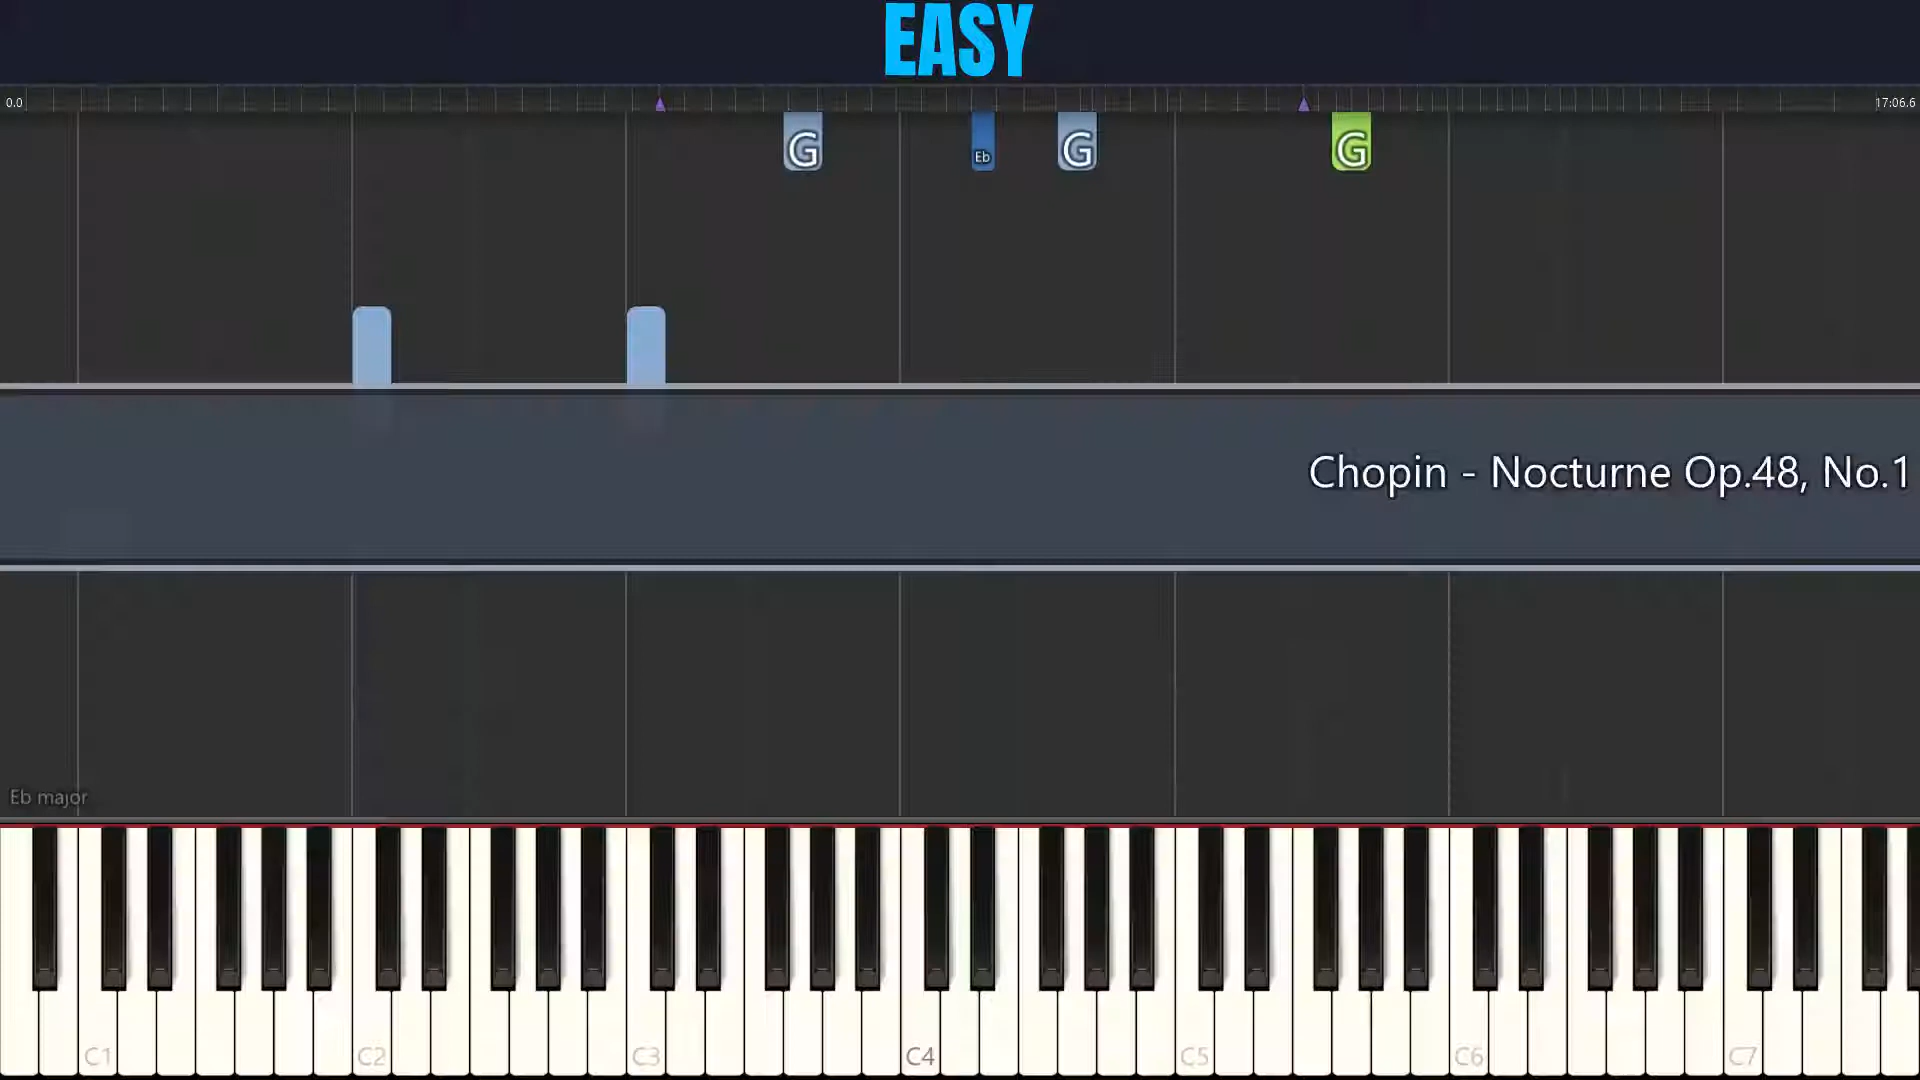 EASY
0.0
17:06.6
G
Eb
G
G
Chopin - Nocturne Op.48, No.1
Eb major
C1
C2
C3
C4
C5
C6
C7